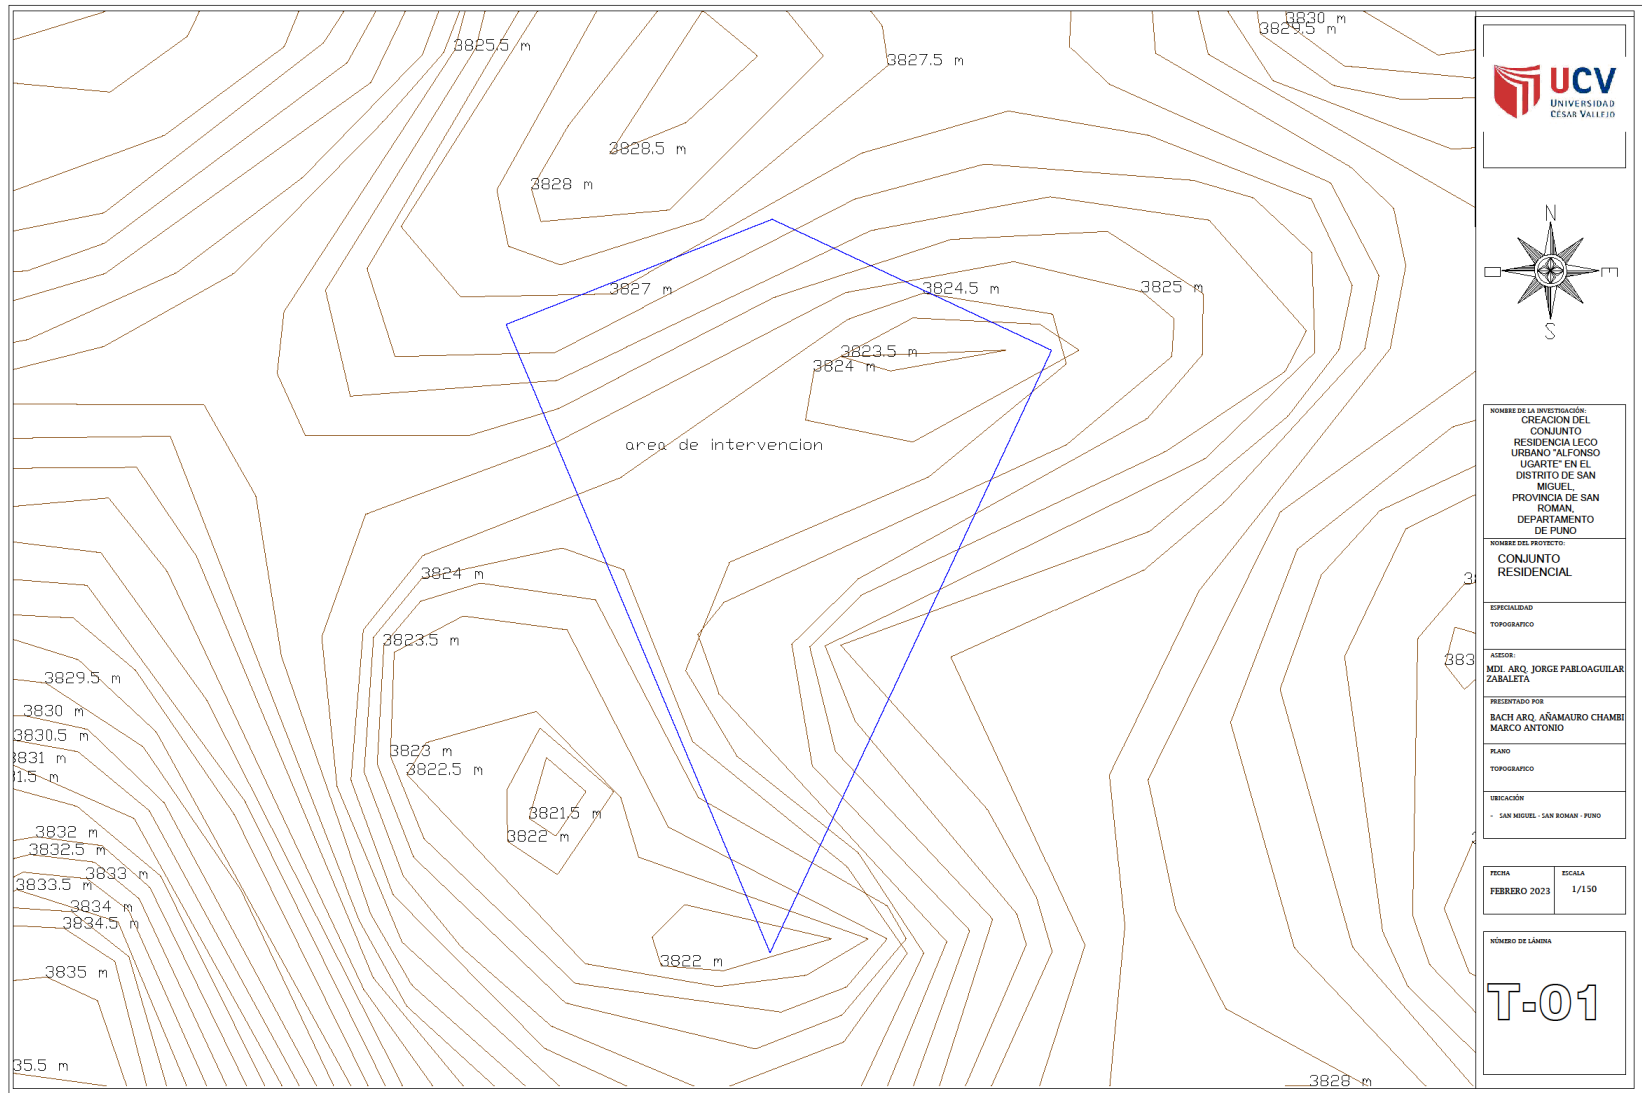 3825.5 m
3830 m
3829.5 m
3827.5 m
3828.5 m
3828 m
3827 m
3824.5 m
3825 m
3823.5 m
3824 m
area de intervencion
3824 m
3823.5 m
3829.5 m
3830 m
3830.5 m
3831 m
31.5 m
3823 m
3822.5 m
3821.5 m
3822 m
3832 m
3832.5 m
3833 m
3833.5 m
3834 m
3834.5 m
3822 m
3835 m
35.5 m
3828 m
383
UCV
UNIVERSIDAD
CÉSAR VALLEJO
N
O E
S
NOMBRE DE LA INVESTIGACIÓN:
CREACION DEL
CONJUNTO
RESIDENCIA LECO
URBANO "ALFONSO
UGARTE" EN EL
DISTRITO DE SAN
MIGUEL,
PROVINCIA DE SAN
ROMAN,
DEPARTAMENTO
DE PUNO
NOMBRE DEL PROYECTO:
CONJUNTO
RESIDENCIAL
ESPECIALIDAD
TOPOGRAFICO
ASESOR:
MDI. ARQ. JORGE PABLOAGUILAR
ZABALETA
PRESENTADO POR
BACH ARQ. AÑAMAURO CHAMBI
MARCO ANTONIO
PLANO
TOPOGRAFICO
UBICACIÓN
- SAN MIGUEL - SAN ROMAN - PUNO
FECHA ESCALA
FEBRERO 2023 1/150
NÚMERO DE LÁMINA
T-01